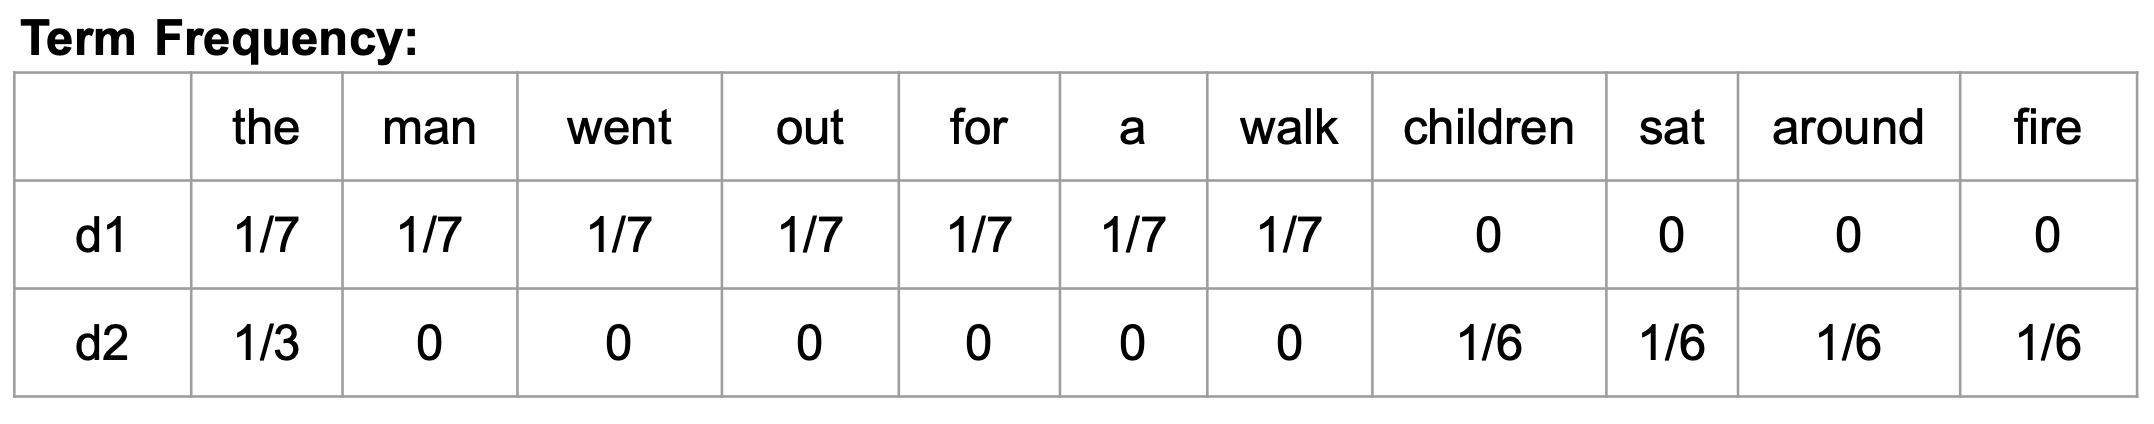 Term Frequency:
the man went out for a walk children sat around fire
d1 1/7 1/7 1/7 1/7 1/7 1/7 1/7 0 0 0 0
d2 1/3 0 0 0 0 0 0 1/6 1/6 1/6 1/6